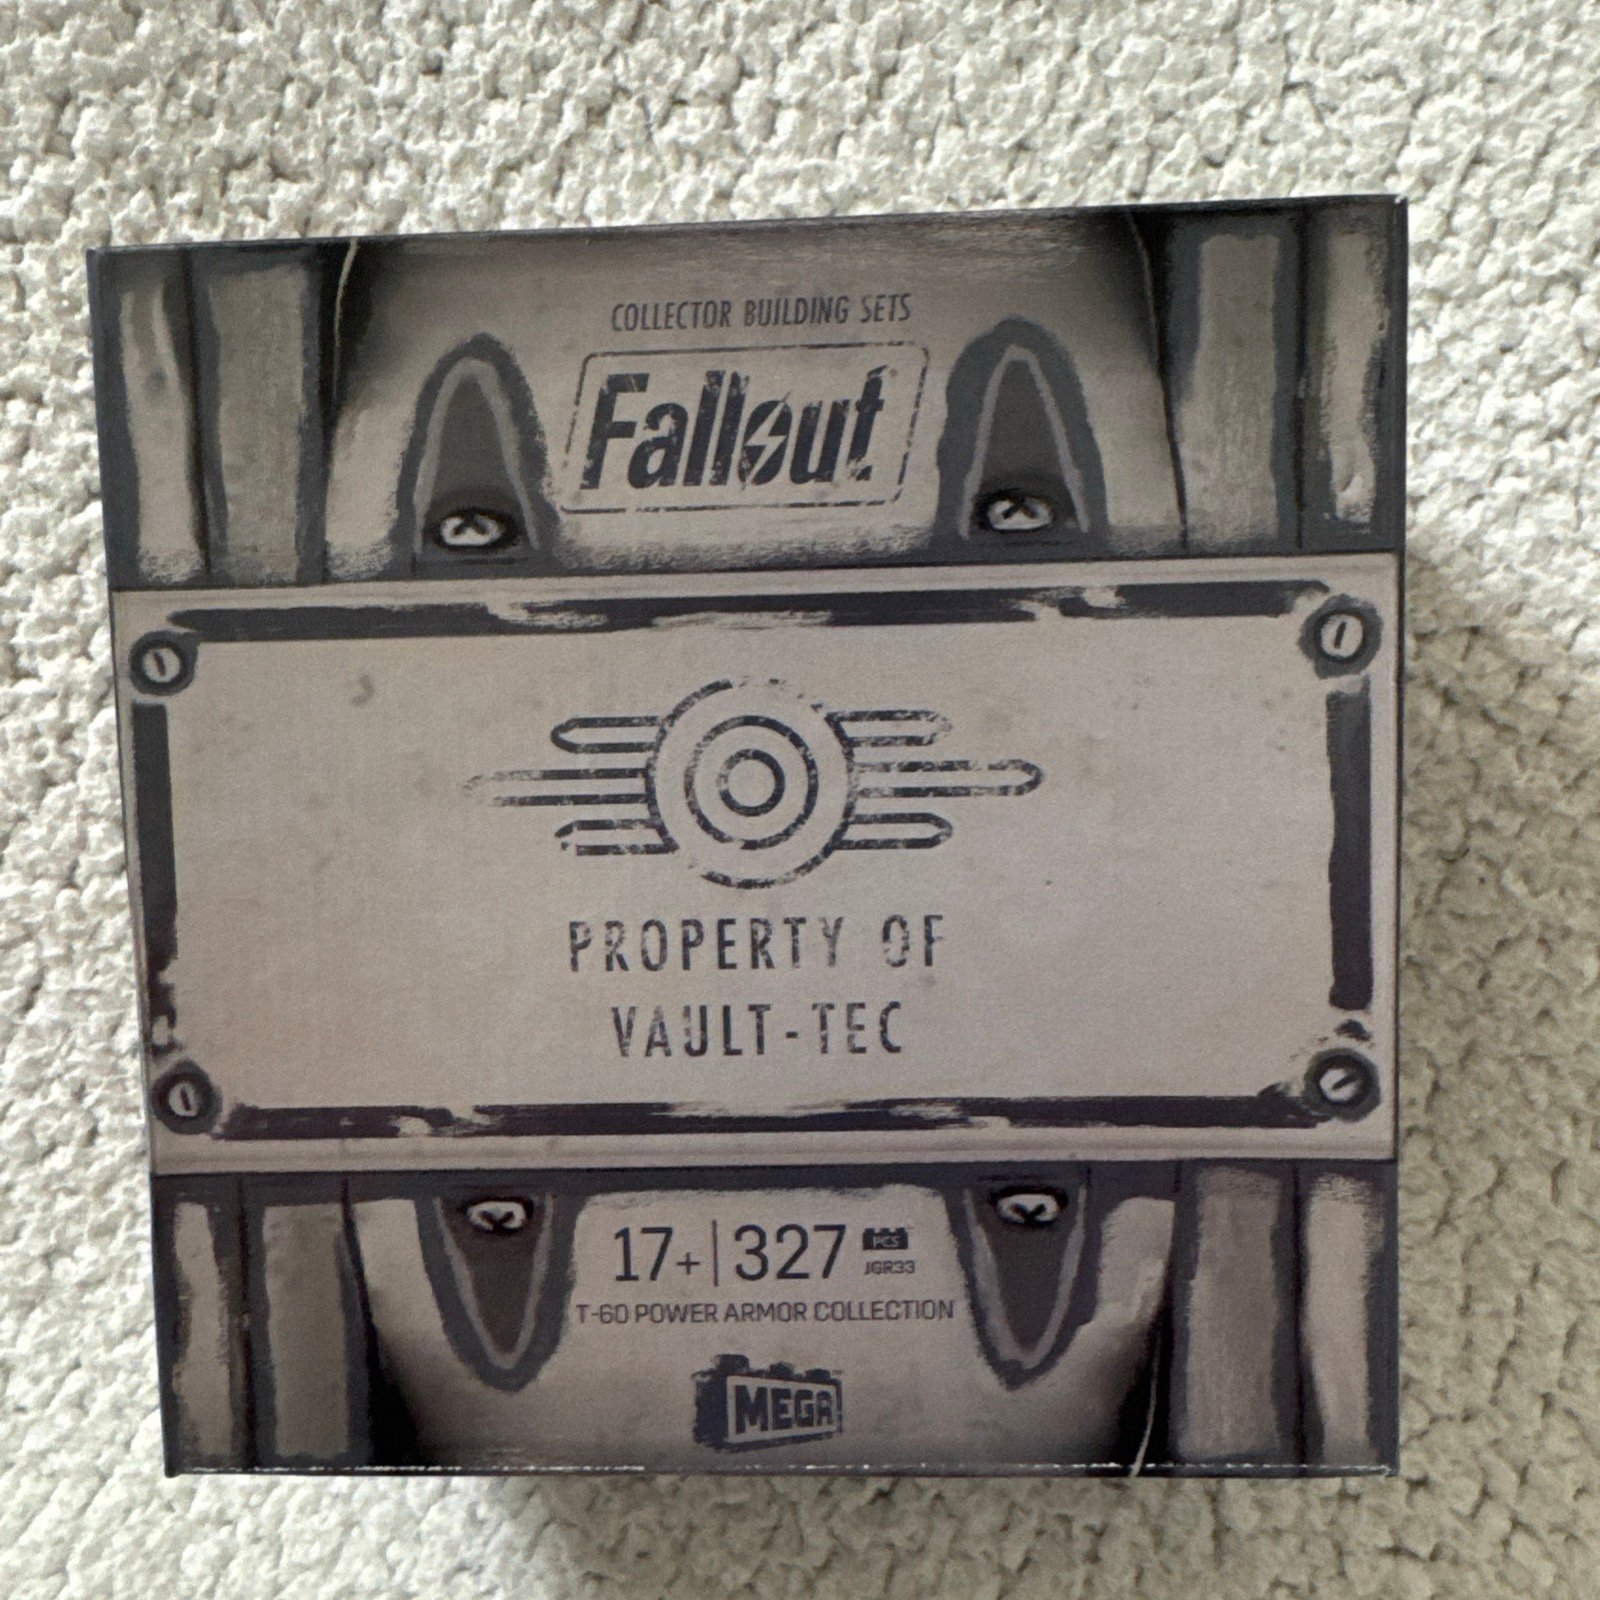 COLLECTOR BUILDING SETS
Fallout
PROPERTY OF
VAULT-TEC
17+ | 327 PCS
JGR33
T-60 POWER ARMOR COLLECTION
MEGA